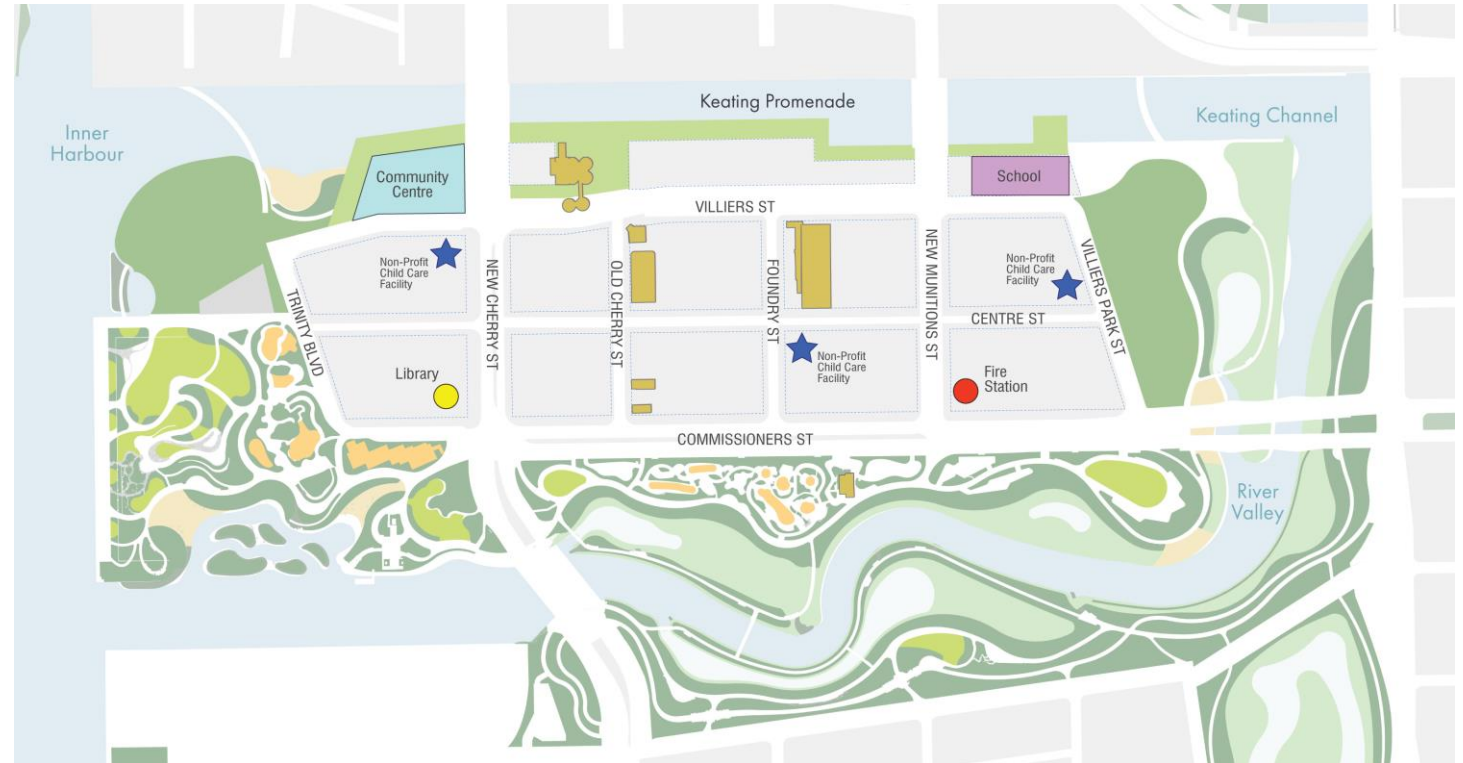 Keating Promenade
Keating Channel
Inner
Harbour
Community
Centre
School
VILLIERS ST
Non-Profit
Child Care
Facility
Non-Profit
Child Care
Facility
TRINITY BLVD
NEW CHERRY ST
OLD CHERRY ST
FOUNDRY ST
NEW MUNITIONS ST
VILLIERS PARK ST
CENTRE ST
Non-Profit
Child Care
Facility
Library
Fire
Station
COMMISSIONERS ST
River
Valley